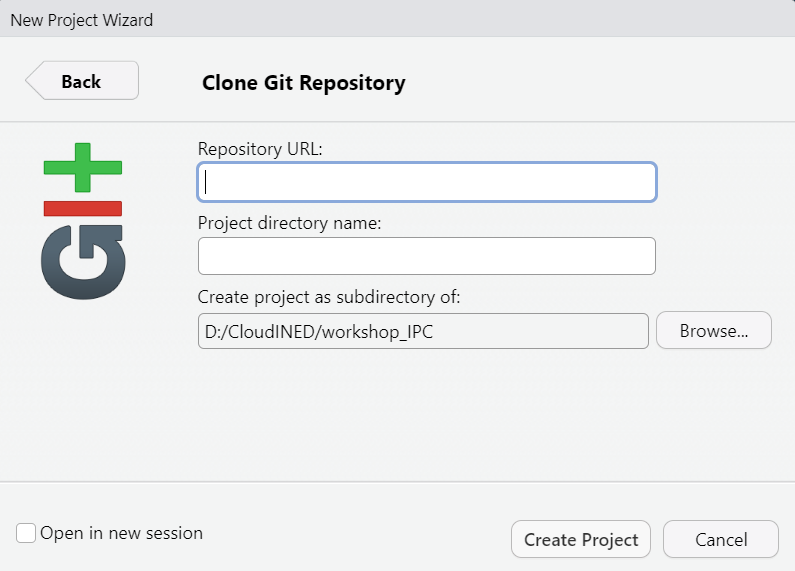 New Project Wizard
Back
Clone Git Repository
GIt
Repository URL:
Project directory name:
Create project as subdirectory of:
D:/CloudINED/workshop_IPC
Browse...
Open in new session
Create Project
Cancel